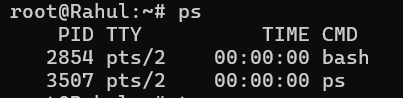 root@Rahul:~# ps
    PID TTY          TIME CMD
   2854 pts/2    00:00:00 bash
   3507 pts/2    00:00:00 ps